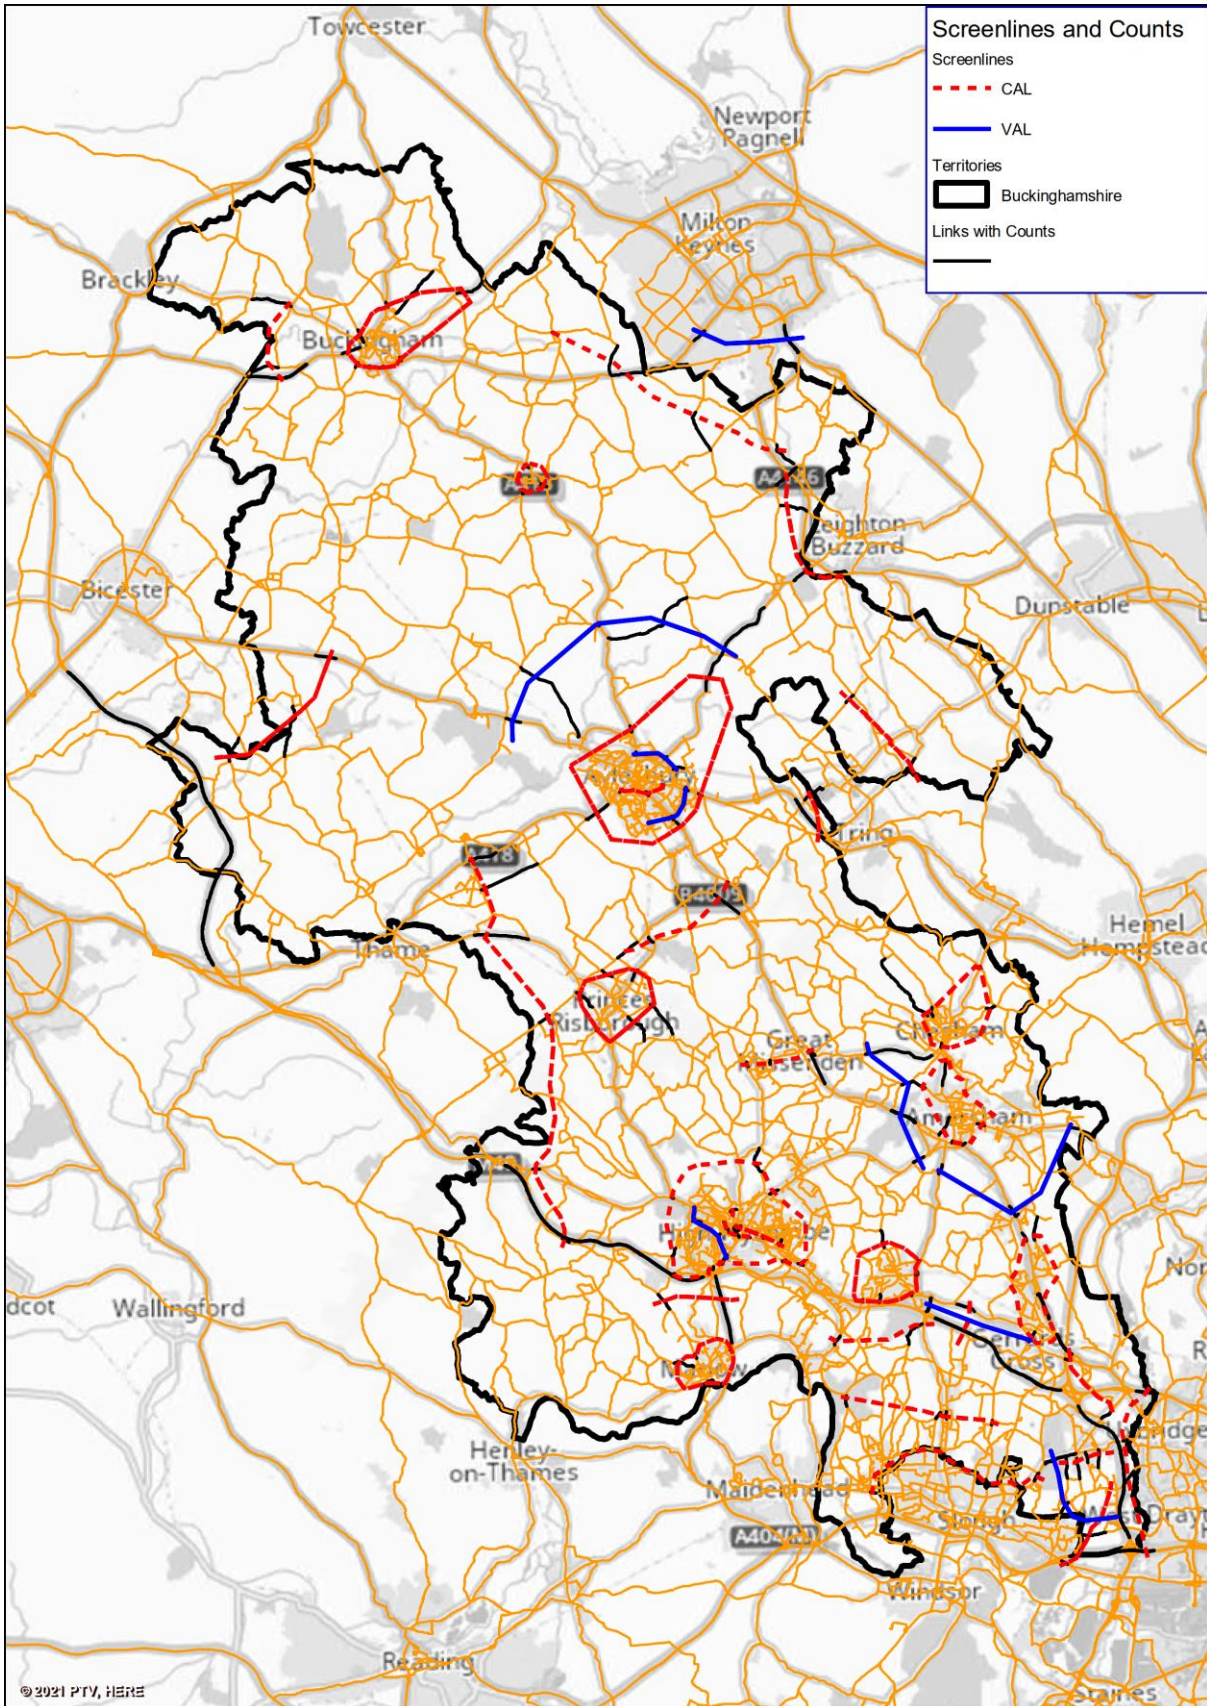 Towcester
Screenlines and Counts
Screenlines
CAL
VAL
Territories
Buckinghamshire
Links with Counts
Newport
Pagnell
Milton
Keynes
Brackley
Buckingham
Leighton
Buzzard
Bicester
Dunstable
Aylesbury
Tring
A418
B4009
Thame
Hemel
Hempstead
Princes
Risborough
Chesham
Great
Missenden
Amersham
High Wycombe
Wallingford
Gerrards
Cross
Marlow
Henley-
on-Thames
Maidenhead
Slough
West Drayt
A404(M)
Windsor
Reading
Staines
© 2021 PTV, HERE